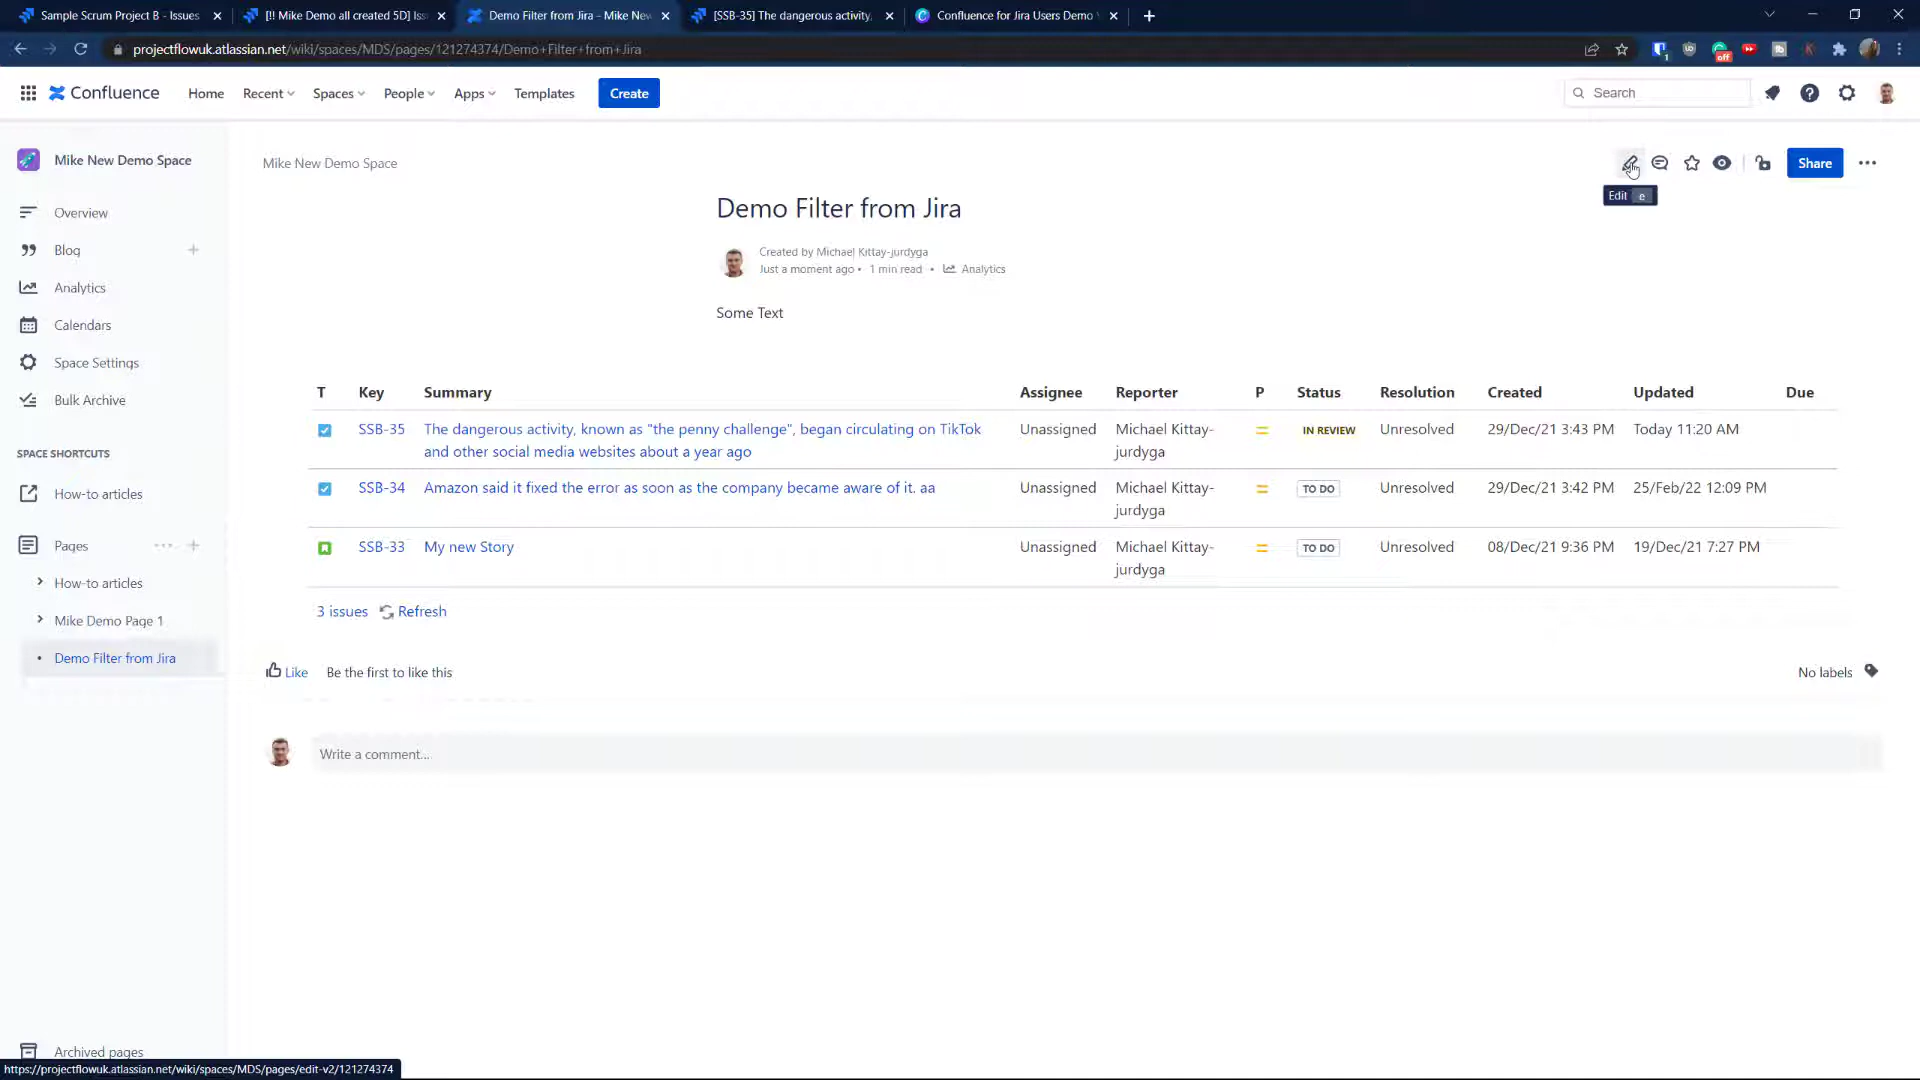 Sample Scrum Project B - Issues
[!! Mike Demo all created 5D] Iss
Demo Filter from Jira - Mike New
[SSB-35] The dangerous activity,
Confluence for Jira Users Demo
projectflowuk.atlassian.net/wiki/spaces/MDS/pages/121274374/Demo+Filter+from+Jira
off
Confluence
Home
Recent
Spaces
People
Apps
Templates
Create
Search
Mike New Demo Space
Overview
Blog
Analytics
Calendars
Space Settings
Bulk Archive
SPACE SHORTCUTS
How-to articles
Pages
How-to articles
Mike Demo Page 1
Demo Filter from Jira
Archived pages
Mike New Demo Space
Share
Edit e
Demo Filter from Jira
Created by Michael Kittay-jurdyga
Just a moment ago • 1 min read • Analytics
Some Text
T Key Summary Assignee Reporter P Status Resolution Created Updated Due
SSB-35 The dangerous activity, known as "the penny challenge", began circulating on TikTok Unassigned Michael Kittay- IN REVIEW Unresolved 29/Dec/21 3:43 PM Today 11:20 AM
and other social media websites about a year ago jurdyga
SSB-34 Amazon said it fixed the error as soon as the company became aware of it. aa Unassigned Michael Kittay- TO DO Unresolved 29/Dec/21 3:42 PM 25/Feb/22 12:09 PM
jurdyga
SSB-33 My new Story Unassigned Michael Kittay- TO DO Unresolved 08/Dec/21 9:36 PM 19/Dec/21 7:27 PM
jurdyga
3 issues Refresh
Like Be the first to like this No labels
Write a comment...
https://projectflowuk.atlassian.net/wiki/spaces/MDS/pages/edit-v2/121274374